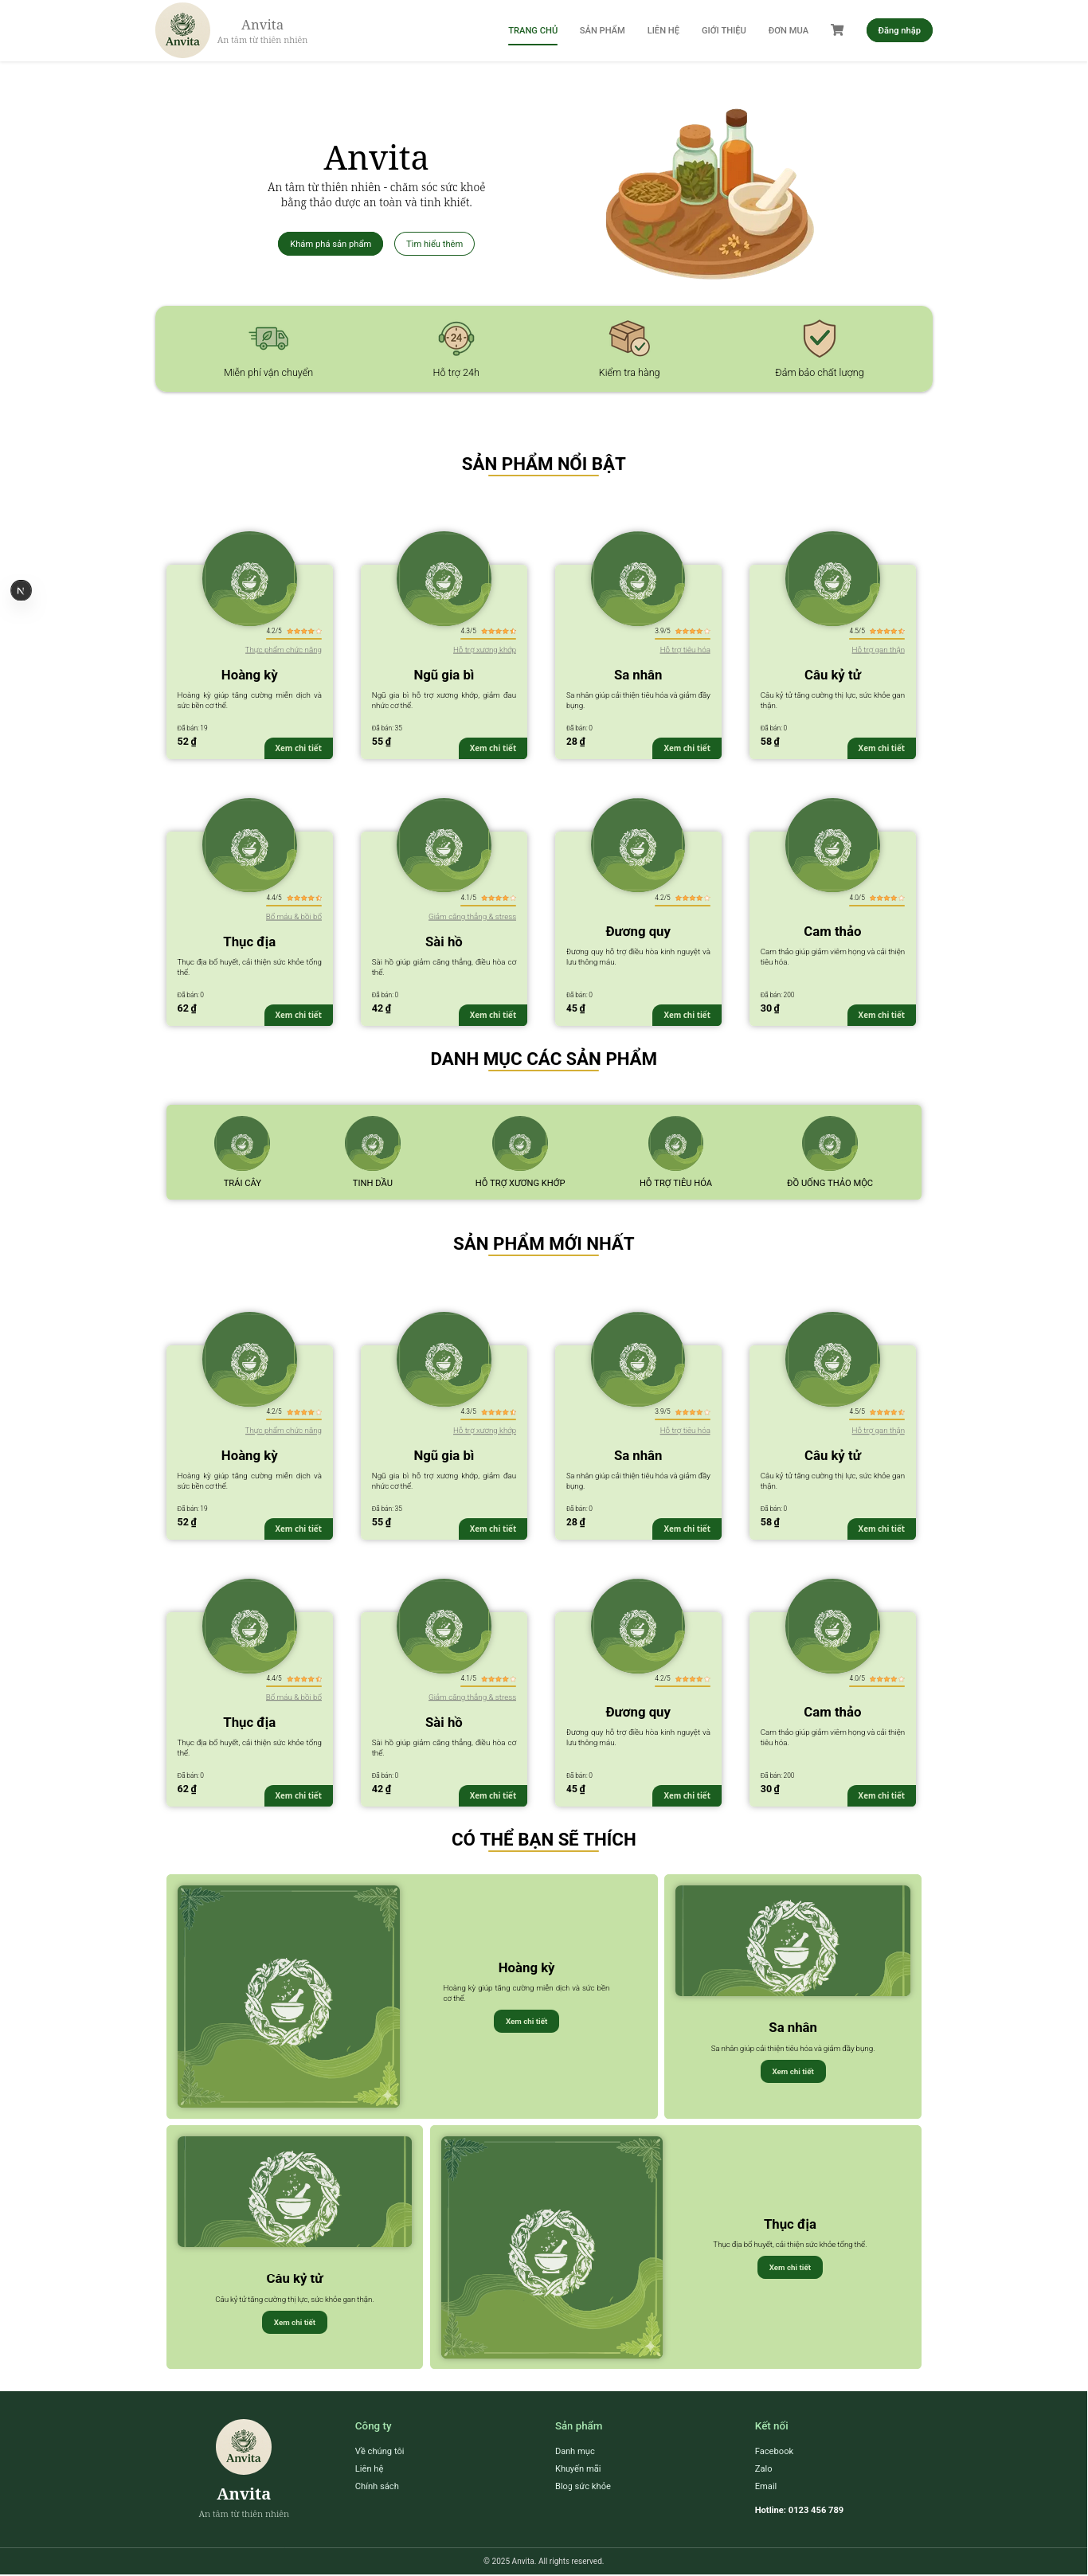 Anvita
Anvita
An tâm từ thiên nhiên
TRANG CHỦ
SẢN PHẨM
LIÊN HỆ
GIỚI THIỆU
ĐƠN MUA
Đăng nhập
Anvita
An tâm từ thiên nhiên - chăm sóc sức khoẻ
bằng thảo dược an toàn và tinh khiết.
Khám phá sản phẩm
Tìm hiểu thêm
24
Miễn phí vận chuyển
Hỗ trợ 24h
Kiểm tra hàng
Đảm bảo chất lượng
SẢN PHẨM NỔI BẬT
N
4.2/5
Thực phẩm chức năng
Hoàng kỳ
Hoàng kỳ giúp tăng cường miễn dịch và
sức bền cơ thể.
Đã bán: 19
52 ₫
Xem chi tiết
4.3/5
Hỗ trợ xương khớp
Ngũ gia bì
Ngũ gia bì hỗ trợ xương khớp, giảm đau
nhức cơ thể.
Đã bán: 35
55 ₫
Xem chi tiết
3.9/5
Hỗ trợ tiêu hóa
Sa nhân
Sa nhân giúp cải thiện tiêu hóa và giảm đầy
bụng.
Đã bán: 0
28 ₫
Xem chi tiết
4.5/5
Hỗ trợ gan thận
Câu kỷ tử
Câu kỷ tử tăng cường thị lực, sức khỏe gan
thận.
Đã bán: 0
58 ₫
Xem chi tiết
4.4/5
Bổ máu & bồi bổ
Thục địa
Thục địa bổ huyết, cải thiện sức khỏe tổng
thể.
Đã bán: 0
62 ₫
Xem chi tiết
4.1/5
Giảm căng thẳng & stress
Sài hồ
Sài hồ giúp giảm căng thẳng, điều hòa cơ
thể.
Đã bán: 0
42 ₫
Xem chi tiết
4.2/5
Đương quy
Đương quy hỗ trợ điều hòa kinh nguyệt và
lưu thông máu.
Đã bán: 0
45 ₫
Xem chi tiết
4.0/5
Cam thảo
Cam thảo giúp giảm viêm họng và cải thiện
tiêu hóa.
Đã bán: 200
30 ₫
Xem chi tiết
DANH MỤC CÁC SẢN PHẨM
TRÁI CÂY
TINH DẦU
HỖ TRỢ XƯƠNG KHỚP
HỖ TRỢ TIÊU HÓA
ĐỒ UỐNG THẢO MỘC
SẢN PHẨM MỚI NHẤT
4.2/5
Thực phẩm chức năng
Hoàng kỳ
Hoàng kỳ giúp tăng cường miễn dịch và
sức bền cơ thể.
Đã bán: 19
52 ₫
Xem chi tiết
4.3/5
Hỗ trợ xương khớp
Ngũ gia bì
Ngũ gia bì hỗ trợ xương khớp, giảm đau
nhức cơ thể.
Đã bán: 35
55 ₫
Xem chi tiết
3.9/5
Hỗ trợ tiêu hóa
Sa nhân
Sa nhân giúp cải thiện tiêu hóa và giảm đầy
bụng.
Đã bán: 0
28 ₫
Xem chi tiết
4.5/5
Hỗ trợ gan thận
Câu kỷ tử
Câu kỷ tử tăng cường thị lực, sức khỏe gan
thận.
Đã bán: 0
58 ₫
Xem chi tiết
4.4/5
Bổ máu & bồi bổ
Thục địa
Thục địa bổ huyết, cải thiện sức khỏe tổng
thể.
Đã bán: 0
62 ₫
Xem chi tiết
4.1/5
Giảm căng thẳng & stress
Sài hồ
Sài hồ giúp giảm căng thẳng, điều hòa cơ
thể.
Đã bán: 0
42 ₫
Xem chi tiết
4.2/5
Đương quy
Đương quy hỗ trợ điều hòa kinh nguyệt và
lưu thông máu.
Đã bán: 0
45 ₫
Xem chi tiết
4.0/5
Cam thảo
Cam thảo giúp giảm viêm họng và cải thiện
tiêu hóa.
Đã bán: 200
30 ₫
Xem chi tiết
CÓ THỂ BẠN SẼ THÍCH
Hoàng kỳ
Hoàng kỳ giúp tăng cường miễn dịch và sức bền
cơ thể.
Xem chi tiết
Sa nhân
Sa nhân giúp cải thiện tiêu hóa và giảm đầy bụng.
Xem chi tiết
Câu kỷ tử
Câu kỷ tử tăng cường thị lực, sức khỏe gan thận.
Xem chi tiết
Thục địa
Thục địa bổ huyết, cải thiện sức khỏe tổng thể.
Xem chi tiết
Anvita
Anvita
An tâm từ thiên nhiên
Công ty
Về chúng tôi
Liên hệ
Chính sách
Sản phẩm
Danh mục
Khuyến mãi
Blog sức khỏe
Kết nối
Facebook
Zalo
Email
Hotline: 0123 456 789
© 2025 Anvita. All rights reserved.